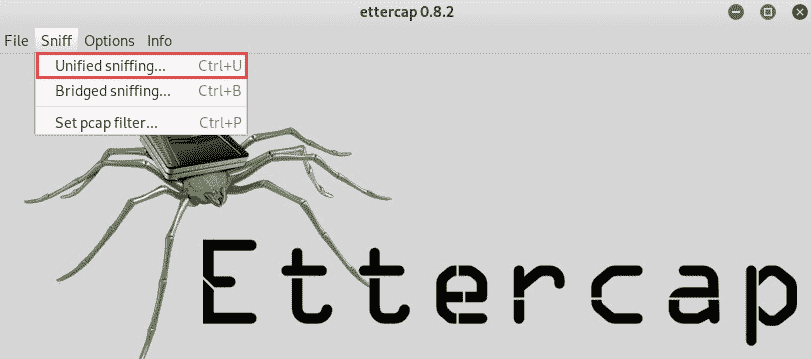 ettercap 0.8.2
File Sniff Options Info
Unified sniffing... Ctrl+U
Bridged sniffing... Ctrl+B
Set pcap filter... Ctrl+P
Ettercap